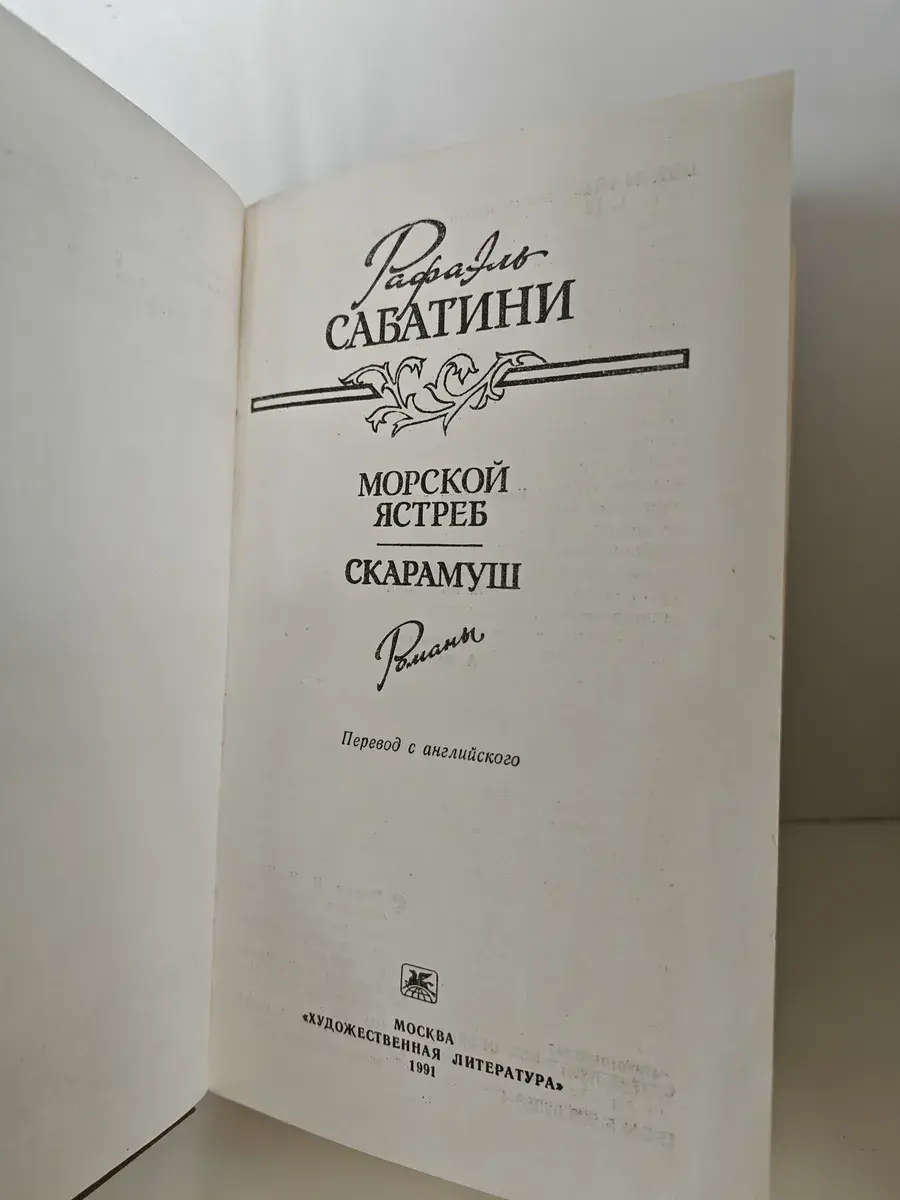 Рафаэль
САБАТИНИ
МОРСКОЙ
ЯСТРЕБ
СКАРАМУШ
Романы
Перевод с английского
МОСКВА
«ХУДОЖЕСТВЕННАЯ ЛИТЕРАТУРА»
1991